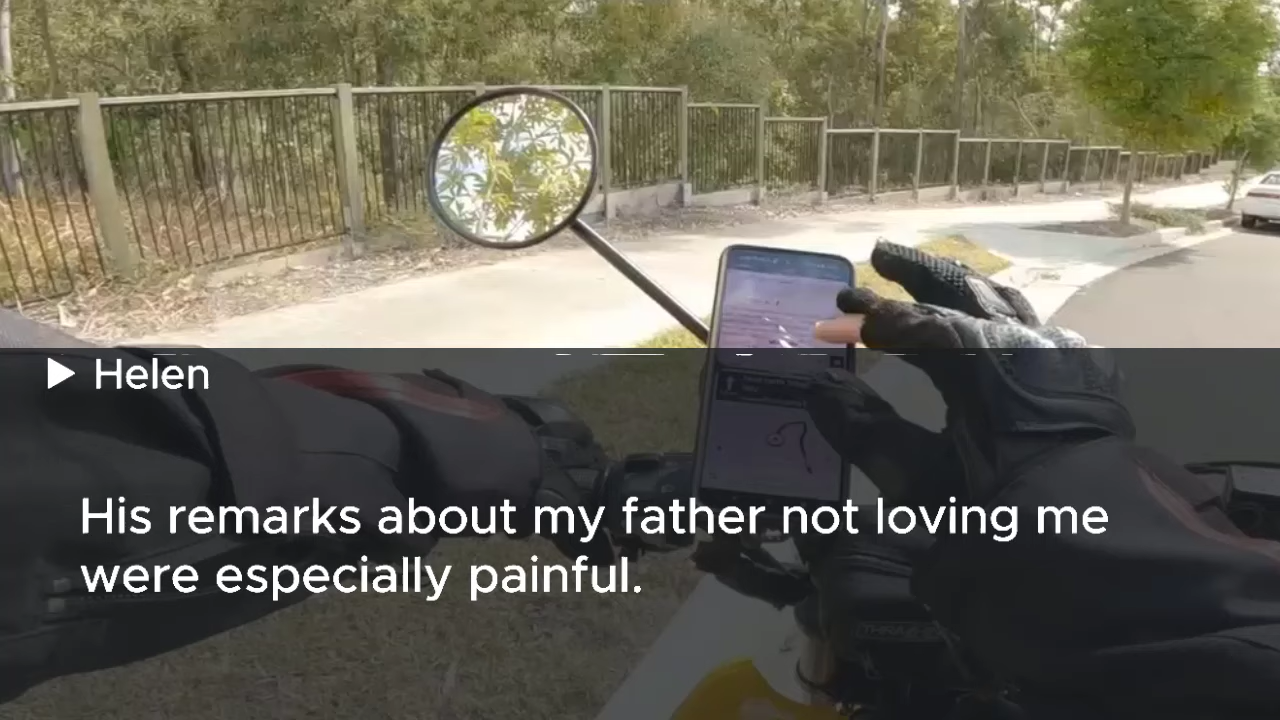 Helen
His remarks about my father not loving me
were especially painful.